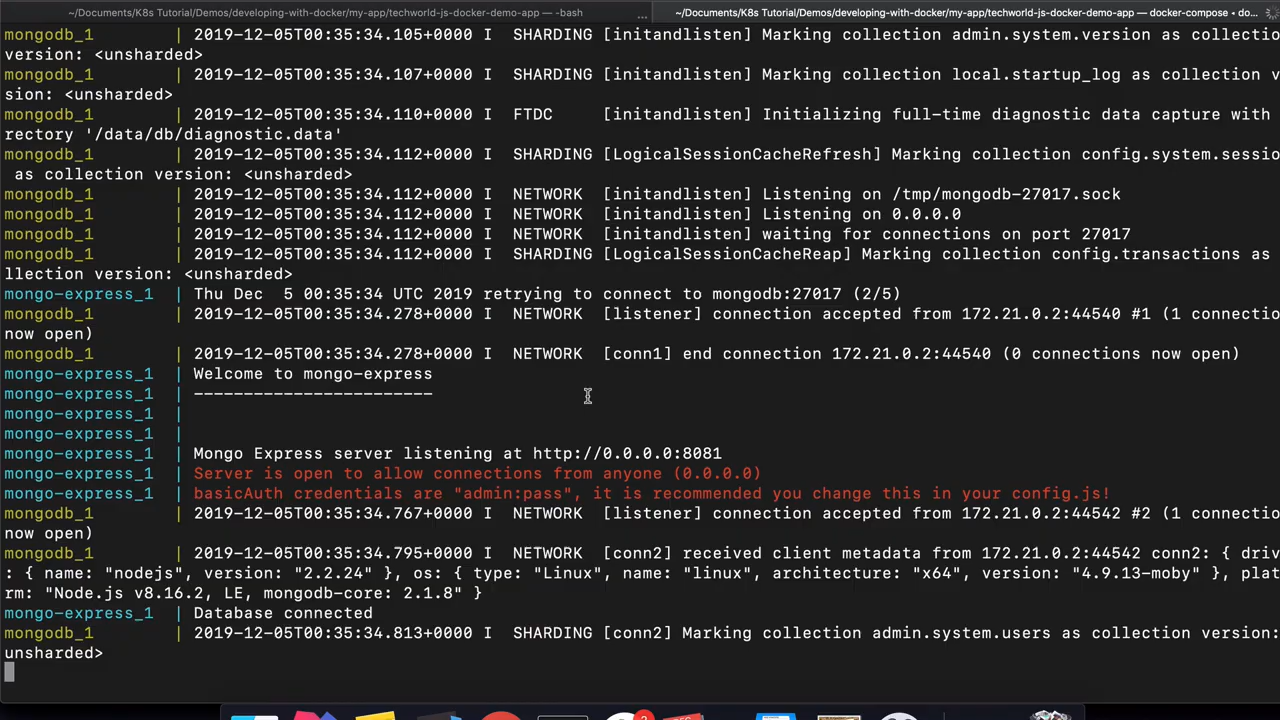 ~/Documents/K8s Tutorial/Demos/developing-with-docker/my-app/techworld-js-docker-demo-app — -bash ... ~/Documents/K8s Tutorial/Demos/developing-with-docker/my-app/techworld-js-docker-demo-app — docker-compose ◂ do...
mongodb_1 | 2019-12-05T00:35:34.105+0000 I SHARDING [initandlisten] Marking collection admin.system.version as collectio
version: <unsharded>
mongodb_1 | 2019-12-05T00:35:34.107+0000 I SHARDING [initandlisten] Marking collection local.startup_log as collection v
sion: <unsharded>
mongodb_1 | 2019-12-05T00:35:34.110+0000 I FTDC [initandlisten] Initializing full-time diagnostic data capture with
rectory '/data/db/diagnostic.data'
mongodb_1 | 2019-12-05T00:35:34.112+0000 I SHARDING [LogicalSessionCacheRefresh] Marking collection config.system.sessio
as collection version: <unsharded>
mongodb_1 | 2019-12-05T00:35:34.112+0000 I NETWORK [initandlisten] Listening on /tmp/mongodb-27017.sock
mongodb_1 | 2019-12-05T00:35:34.112+0000 I NETWORK [initandlisten] Listening on 0.0.0.0
mongodb_1 | 2019-12-05T00:35:34.112+0000 I NETWORK [initandlisten] waiting for connections on port 27017
mongodb_1 | 2019-12-05T00:35:34.112+0000 I SHARDING [LogicalSessionCacheReap] Marking collection config.transactions as
llection version: <unsharded>
mongo-express_1 | Thu Dec 5 00:35:34 UTC 2019 retrying to connect to mongodb:27017 (2/5)
mongodb_1 | 2019-12-05T00:35:34.278+0000 I NETWORK [listener] connection accepted from 172.21.0.2:44540 #1 (1 connectio
now open)
mongodb_1 | 2019-12-05T00:35:34.278+0000 I NETWORK [conn1] end connection 172.21.0.2:44540 (0 connections now open)
mongo-express_1 | Welcome to mongo-express
mongo-express_1 | ------------------------
mongo-express_1 |
mongo-express_1 |
mongo-express_1 | Mongo Express server listening at http://0.0.0.0:8081
mongo-express_1 | Server is open to allow connections from anyone (0.0.0.0)
mongo-express_1 | basicAuth credentials are "admin:pass", it is recommended you change this in your config.js!
mongodb_1 | 2019-12-05T00:35:34.767+0000 I NETWORK [listener] connection accepted from 172.21.0.2:44542 #2 (1 connectio
now open)
mongodb_1 | 2019-12-05T00:35:34.795+0000 I NETWORK [conn2] received client metadata from 172.21.0.2:44542 conn2: { driv
: { name: "nodejs", version: "2.2.24" }, os: { type: "Linux", name: "linux", architecture: "x64", version: "4.9.13-moby" }, plat
rm: "Node.js v8.16.2, LE, mongodb-core: 2.1.8" }
mongo-express_1 | Database connected
mongodb_1 | 2019-12-05T00:35:34.813+0000 I SHARDING [conn2] Marking collection admin.system.users as collection version:
unsharded>